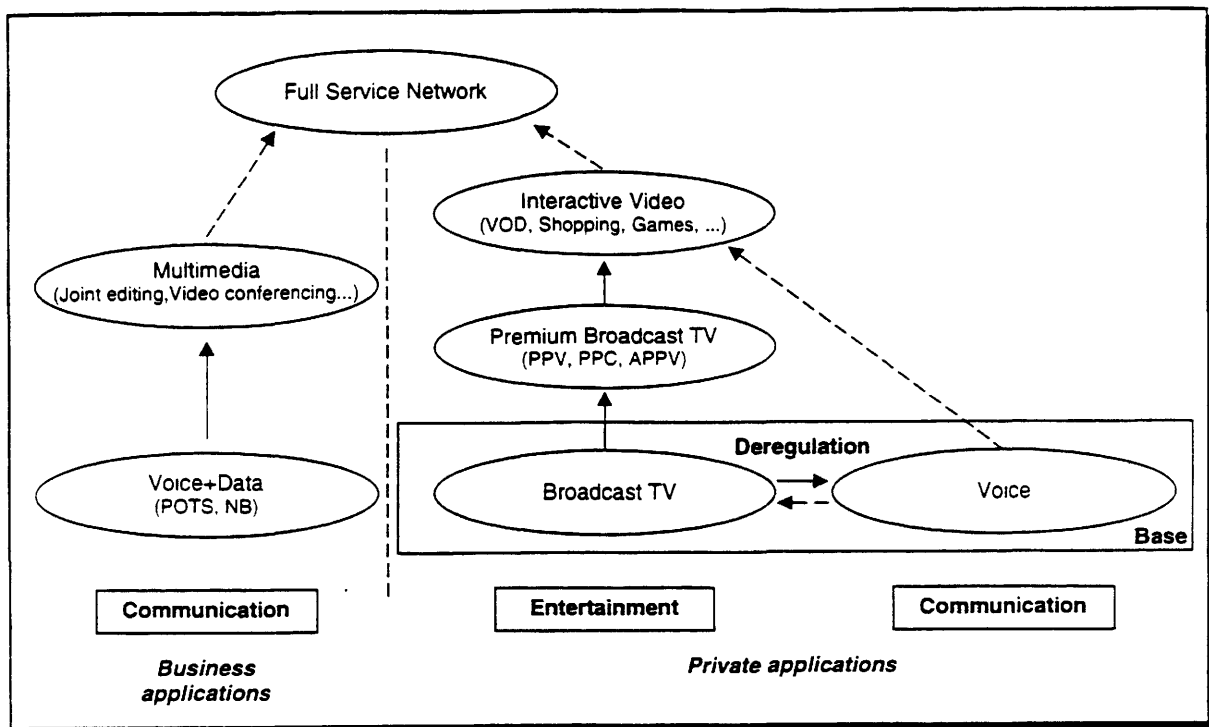 Full Service Network
Interactive Video
(VOD, Shopping, Games, ...)
Multimedia
(Joint editing,Video conferencing...)
Premium Broadcast TV
(PPV, PPC, APPV)
Deregulation
Voice+Data
(POTS, NB)
Broadcast TV
Voice
Base
Communication
Entertainment
Communication
Business
applications
Private applications